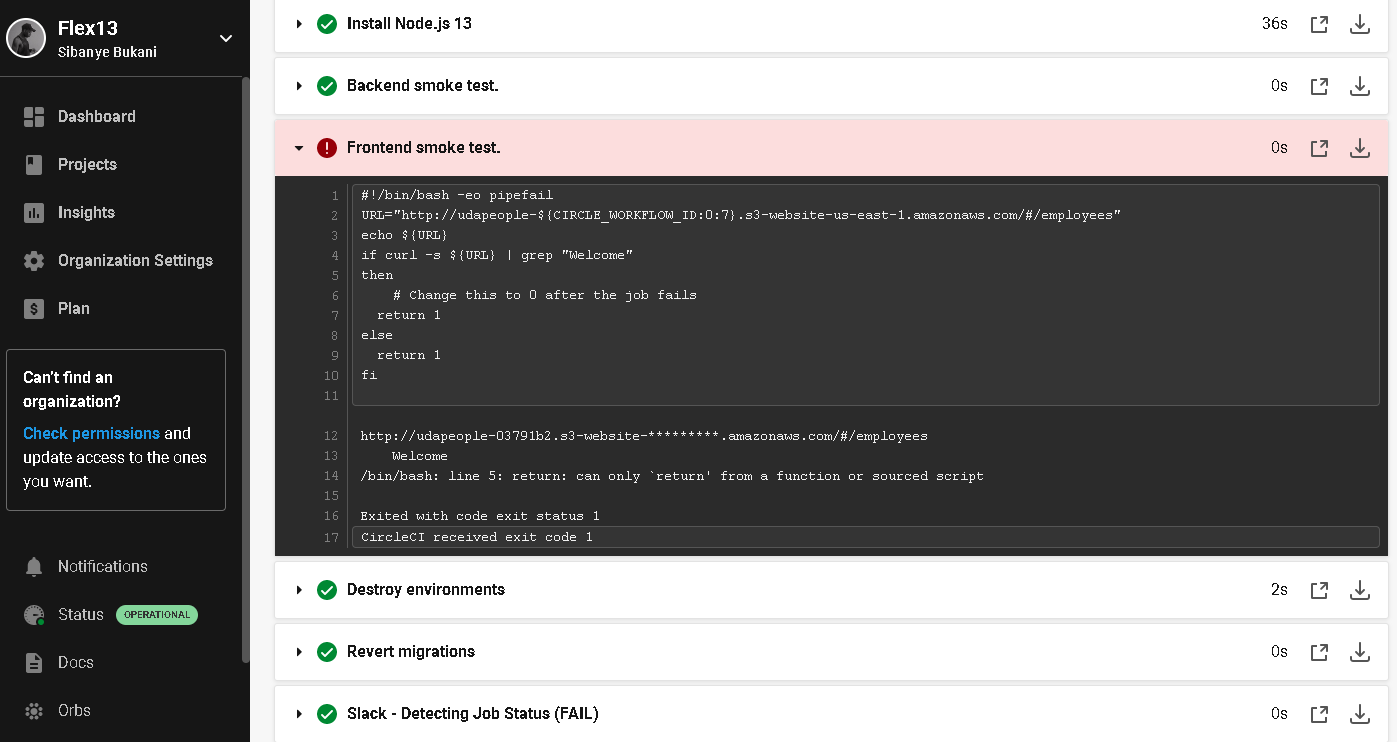 Flex13
Sibanye Bukani
Dashboard
Projects
Insights
Organization Settings
Plan
Can't find an
organization?
Check permissions and
update access to the ones
you want.
Notifications
Status OPERATIONAL
Docs
Orbs
Install Node.js 13 36s
Backend smoke test. 0s
Frontend smoke test. 0s
1 #!/bin/bash -eo pipefail
2 URL="http://udapeople-${CIRCLE_WORKFLOW_ID:0:7}.s3-website-us-east-1.amazonaws.com/#/employees"
3 echo ${URL}
4 if curl -s ${URL} | grep "Welcome"
5 then
6 # Change this to 0 after the job fails
7 return 1
8 else
9 return 1
10 fi
11
12 http://udapeople-03791b2.s3-website-*********.amazonaws.com/#/employees
13 Welcome
14 /bin/bash: line 5: return: can only `return' from a function or sourced script
15
16 Exited with code exit status 1
17 CircleCI received exit code 1
Destroy environments 2s
Revert migrations 0s
Slack - Detecting Job Status (FAIL) 0s